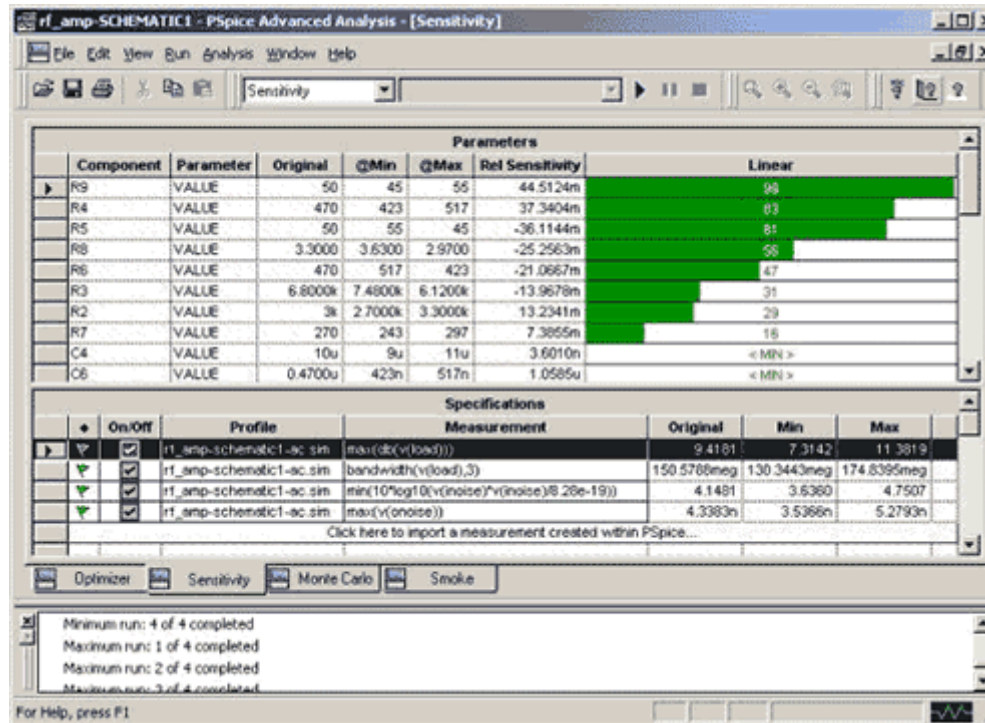 rf_amp-SCHEMATIC1 - PSpice Advanced Analysis - [Sensitivity]
File Edit View Run Analysis Window Help
Sensitivity
Parameters
Component Parameter Original @Min @Max Rel Sensitivity Linear
R9 VALUE 50 45 55 44.5124m
R4 VALUE 470 423 517 37.3404m 83
R5 VALUE 50 55 45 -36.1144m 81
R8 VALUE 3.3000 3.6300 2.9700 -25.2563m 56
R6 VALUE 470 517 423 -21.0667m 47
R3 VALUE 6.8000k 7.4800k 6.1200k -13.9678m 31
R2 VALUE 3k 2.7000k 3.3000k 13.2341m 29
R7 VALUE 270 243 297 7.3855m 16
C4 VALUE 10u 9u 11u 3.6010n < MIN >
C6 VALUE 0.4700u 423n 517n 1.0585u < MIN >
Specifications
On/Off Profile Measurement Original Min Max
rf_amp-schematic1-ac.sim max(db(v(load))) 9.4181 7.3142 11.3819
rf_amp-schematic1-ac.sim bandwidth(v(load),3) 150.5788meg 130.3443meg 174.8395meg
rf_amp-schematic1-ac.sim min(10*log10(v(inoise)*v(inoise)/8.28e-19)) 4.1481 3.6360 4.7507
rf_amp-schematic1-ac.sim max(v(onoise)) 4.3383n 3.5366n 5.2793n
Click here to import a measurement created within PSpice...
Optimizer Sensitivity Monte Carlo Smoke
Minimum run: 4 of 4 completed
Maximum run: 1 of 4 completed
Maximum run: 2 of 4 completed
Maximum run: 3 of 4 completed
For Help, press F1